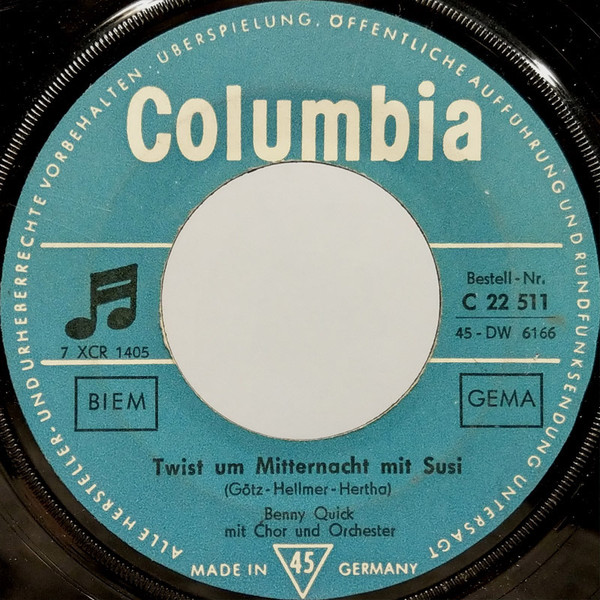 ALLE HERSTELLER- UND URHEBERRECHTE VORBEHALTEN · ÜBERSPIELUNG, ÖFFENTLICHE AUFFÜHRUNG UND RUNDFUNKSENDUNG UNTERSAGT
Columbia
Bestell-Nr.
C 22 511
45-DW 6166
7 XCR 1405
BIEM
GEMA
Twist um Mitternacht mit Susi
(Götz-Hellmer-Hertha)
Benny Quick
mit Chor und Orchester
MADE IN 45 GERMANY